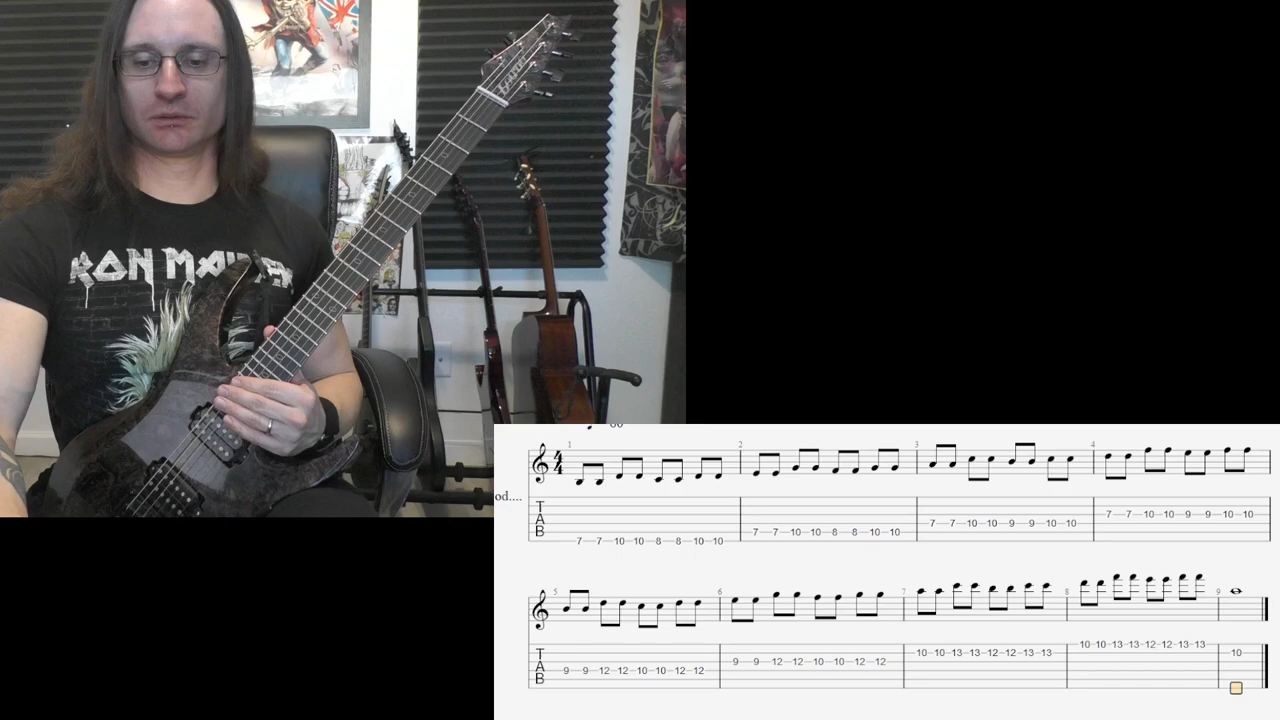 IRON MAIDEN
1 2 3 4
od....
T
A
B
7 7 10 10 8 8 10 10 7 7 10 10 8 8 10 10 7 7 10 10 9 9 10 10 7 7 10 10 9 9 10 10
5 6 7 8 9
T
A
B
9 9 12 12 10 10 12 12 9 9 12 12 10 10 12 12 10 10 13 13 12 12 13 13 10 10 13 13 12 12 13 13 10